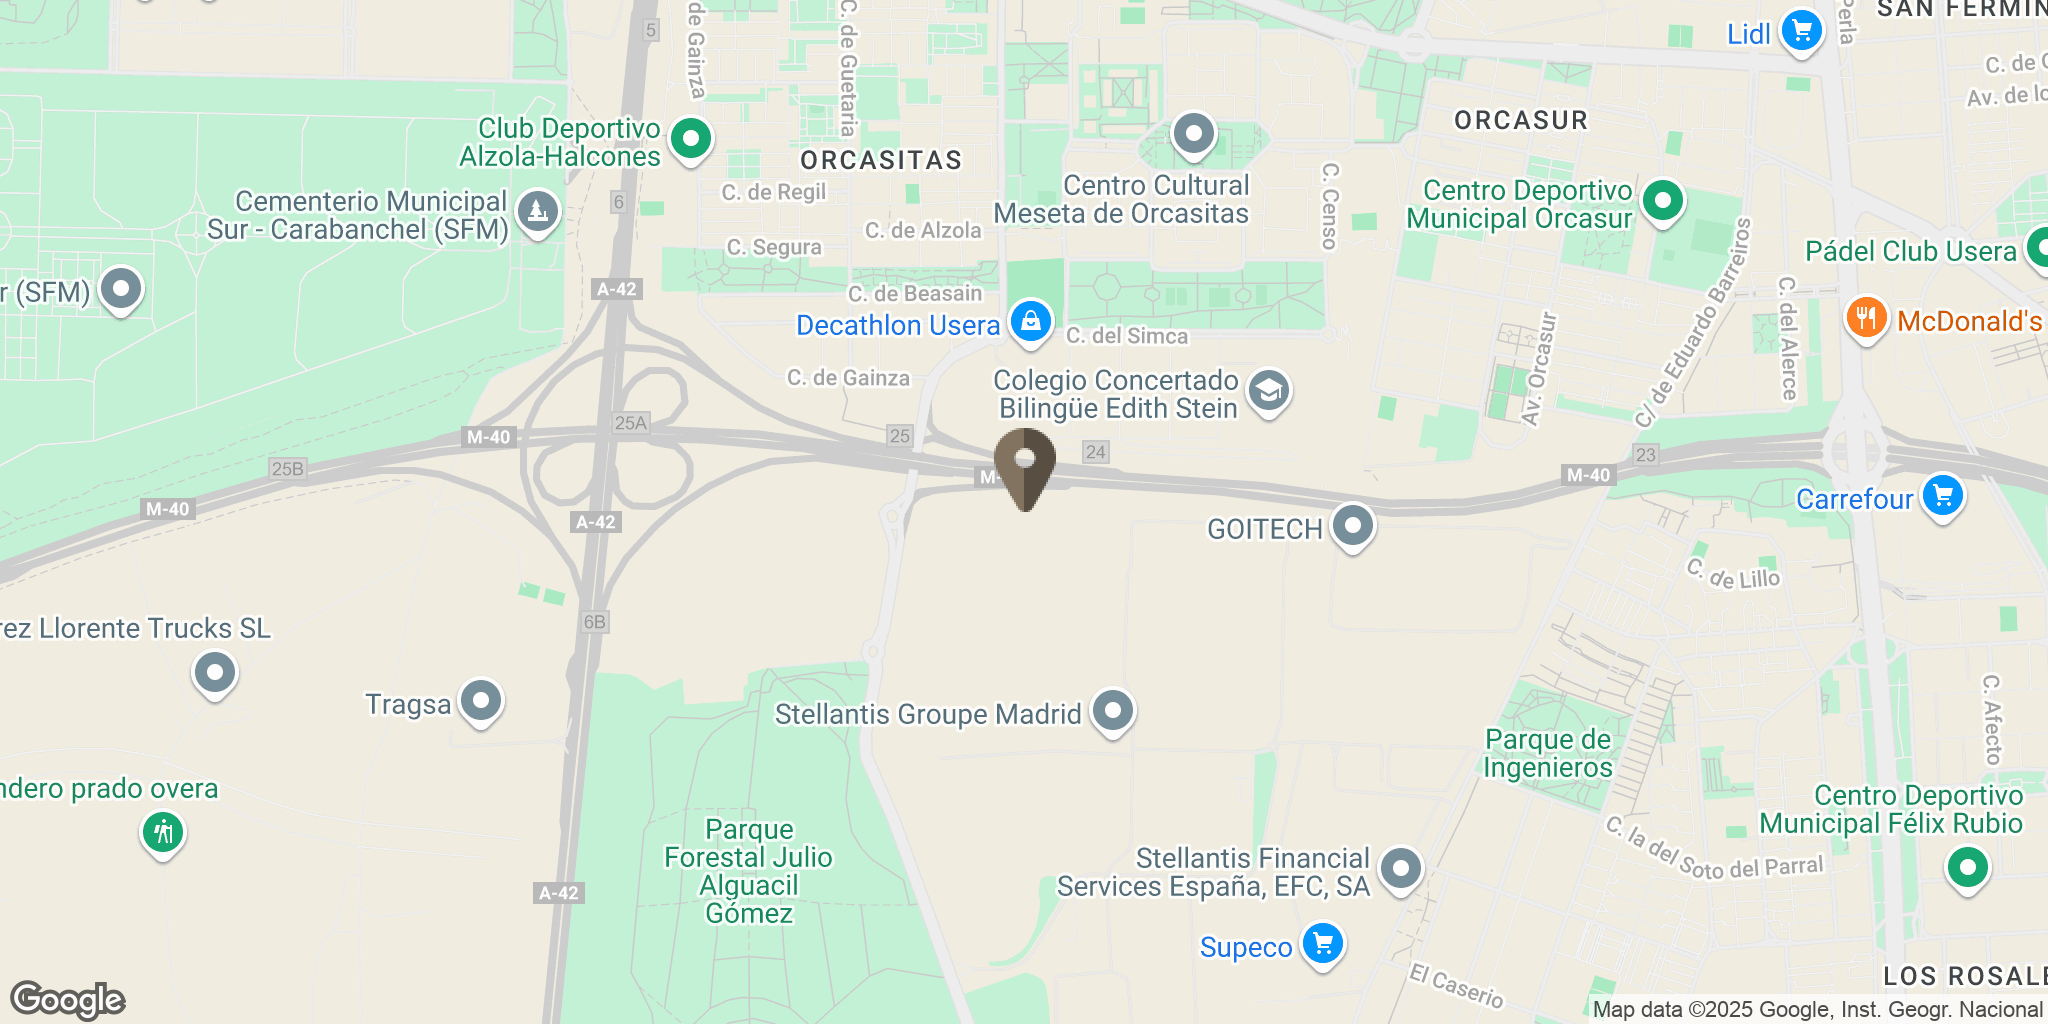 SAN FERMIN
Perla
Lidl
5
de Gainza
C. de Guetaria
C. de
Av. de lo
Club Deportivo
Alzola-Halcones
ORCASITAS
ORCASUR
C. de Regil
Cementerio Municipal
Sur - Carabanchel (SFM)
6
Centro Cultural
Meseta de Orcasitas
C. Censo
Centro Deportivo
Municipal Orcasur
C. de Alzola
C. Segura
Pádel Club Usera
r (SFM)
A-42
C. de Beasain
Decathlon Usera
C. del Simca
Av. Orcasur
C/ de Eduardo Barreiros
C. del Alerce
McDonald's
C. de Gainza
Colegio Concertado
Bilingüe Edith Stein
25A
M-40
25
24
23
25B
M-
M-40
M-40
A-42
GOITECH
Carrefour
C. de Lillo
6B
rez Llorente Trucks SL
Tragsa
Stellantis Groupe Madrid
C. Afecto
Parque de
Ingenieros
ndero prado overa
Centro Deportivo
Municipal Félix Rubio
Parque
Forestal Julio
Alguacil
Gómez
C. la del Soto del Parral
Stellantis Financial
Services España, EFC, SA
A-42
Supeco
El Caserio
LOS ROSALE
Google
Map data ©2025 Google, Inst. Geogr. Nacional